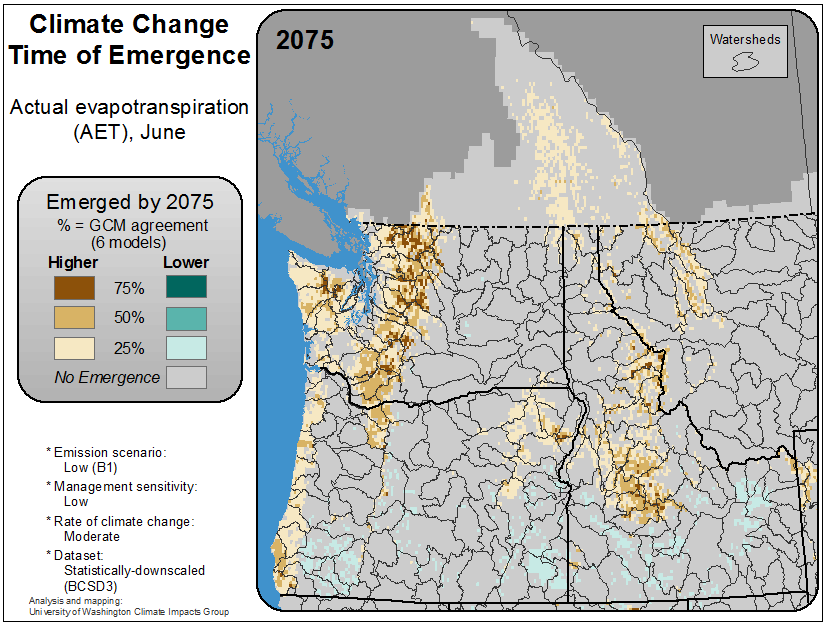 Climate Change
Time of Emergence
Actual evapotranspiration
(AET), June
Emerged by 2075
% = GCM agreement
(6 models)
Higher Lower
75%
50%
25%
No Emergence
* Emission scenario:
Low (B1)
* Management sensitivity:
Low
* Rate of climate change:
Moderate
* Dataset:
Statistically-downscaled
(BCSD3)
Analysis and mapping:
University of Washington Climate Impacts Group
2075
Watersheds